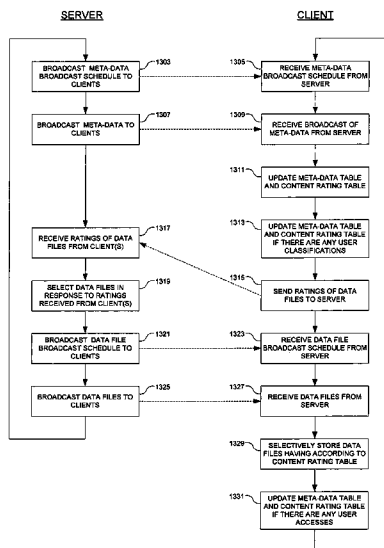 SERVER
CLIENT
1303
BROADCAST META-DATA
BROADCAST SCHEDULE TO
CLIENTS
1305
RECEIVE META-DATA
BROADCAST SCHEDULE FROM
SERVER
1307
BROADCAST META-DATA TO
CLIENTS
1309
RECEIVE BROADCAST OF
META-DATA FROM SERVER
1311
UPDATE META-DATA TABLE
AND CONTENT RATING TABLE
1313
UPDATE META-DATA TABLE
AND CONTENT RATING TABLE
IF THERE ARE ANY USER
CLASSIFICATIONS
1317
RECEIVE RATINGS OF DATA
FILES FROM CLIENT(S)
1315
SEND RATINGS OF DATA
FILES TO SERVER
1319
SELECT DATA FILES IN
RESPONSE TO RATINGS
RECEIVED FROM CLIENT(S)
1321
BROADCAST DATA FILE
BROADCAST SCHEDULE TO
CLIENTS
1323
RECEIVE DATA FILE
BROADCAST SCHEDULE FROM
SERVER
1325
BROADCAST DATA FILES TO
CLIENTS
1327
RECEIVE DATA FILES FROM
SERVER
1329
SELECTIVELY STORE DATA
FILES HAVING ACCORDING TO
CONTENT RATING TABLE
1331
UPDATE META-DATA TABLE
AND CONTENT RATING TABLE
IF THERE ARE ANY USER
ACCESSES